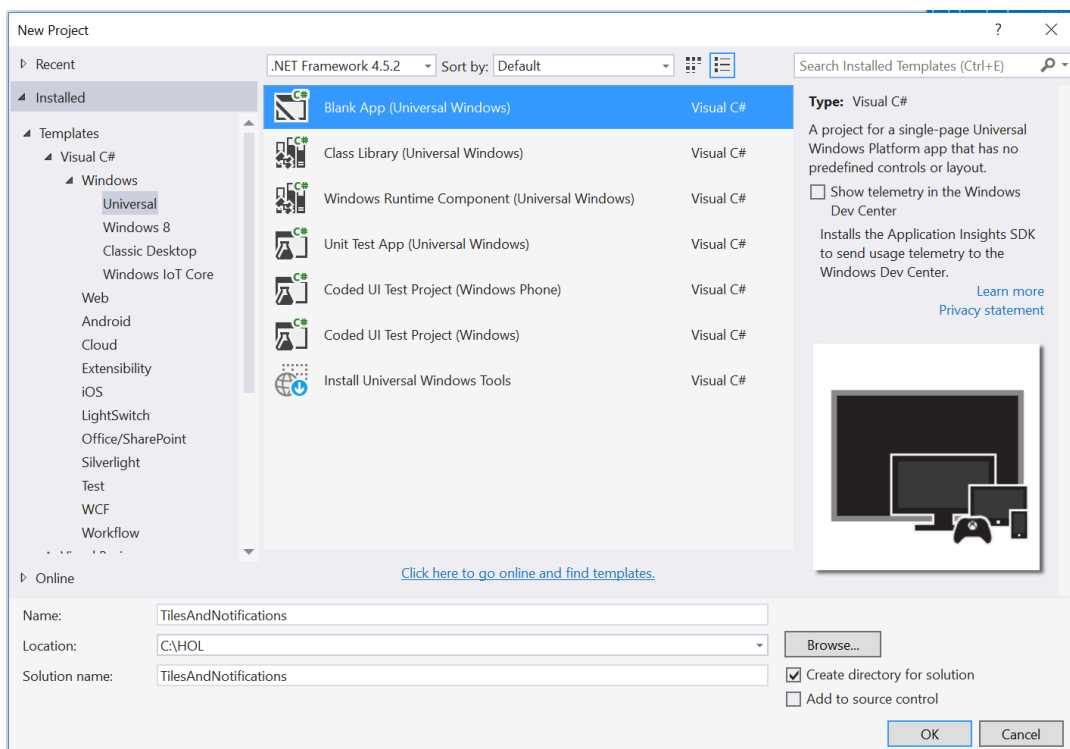 New Project
?
Recent
.NET Framework 4.5.2
Sort by: Default
Search Installed Templates (Ctrl+E)
Installed
Templates
Visual C#
Windows
Universal
Windows 8
Classic Desktop
Windows IoT Core
Web
Android
Cloud
Extensibility
iOS
LightSwitch
Office/SharePoint
Silverlight
Test
WCF
Workflow
Online
C# Blank App (Universal Windows) Visual C#
C# Class Library (Universal Windows) Visual C#
C# Windows Runtime Component (Universal Windows) Visual C#
C# Unit Test App (Universal Windows) Visual C#
C# Coded UI Test Project (Windows Phone) Visual C#
C# Coded UI Test Project (Windows) Visual C#
Install Universal Windows Tools Visual C#
Click here to go online and find templates.
Type: Visual C#
A project for a single-page Universal
Windows Platform app that has no
predefined controls or layout.
Show telemetry in the Windows
Dev Center
Installs the Application Insights SDK
to send usage telemetry to the
Windows Dev Center.
Learn more
Privacy statement
Name: TilesAndNotifications
Location: C:\HOL
Browse...
Solution name: TilesAndNotifications
Create directory for solution
Add to source control
OK
Cancel